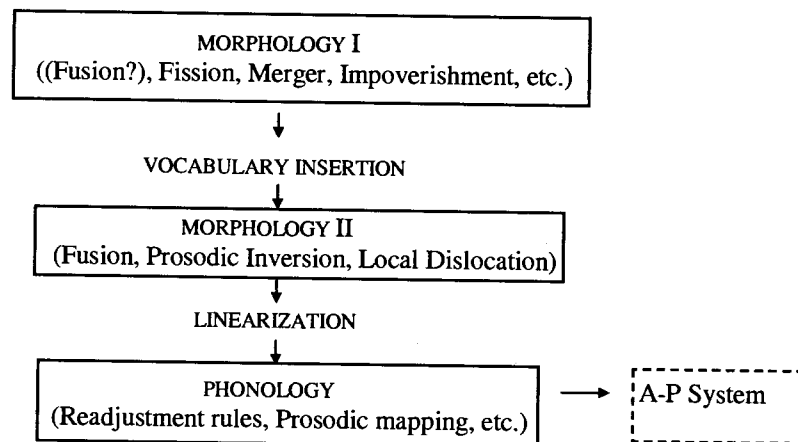 MORPHOLOGY I
((Fusion?), Fission, Merger, Impoverishment, etc.)
VOCABULARY INSERTION
MORPHOLOGY II
(Fusion, Prosodic Inversion, Local Dislocation)
LINEARIZATION
PHONOLOGY
(Readjustment rules, Prosodic mapping, etc.)
A-P System